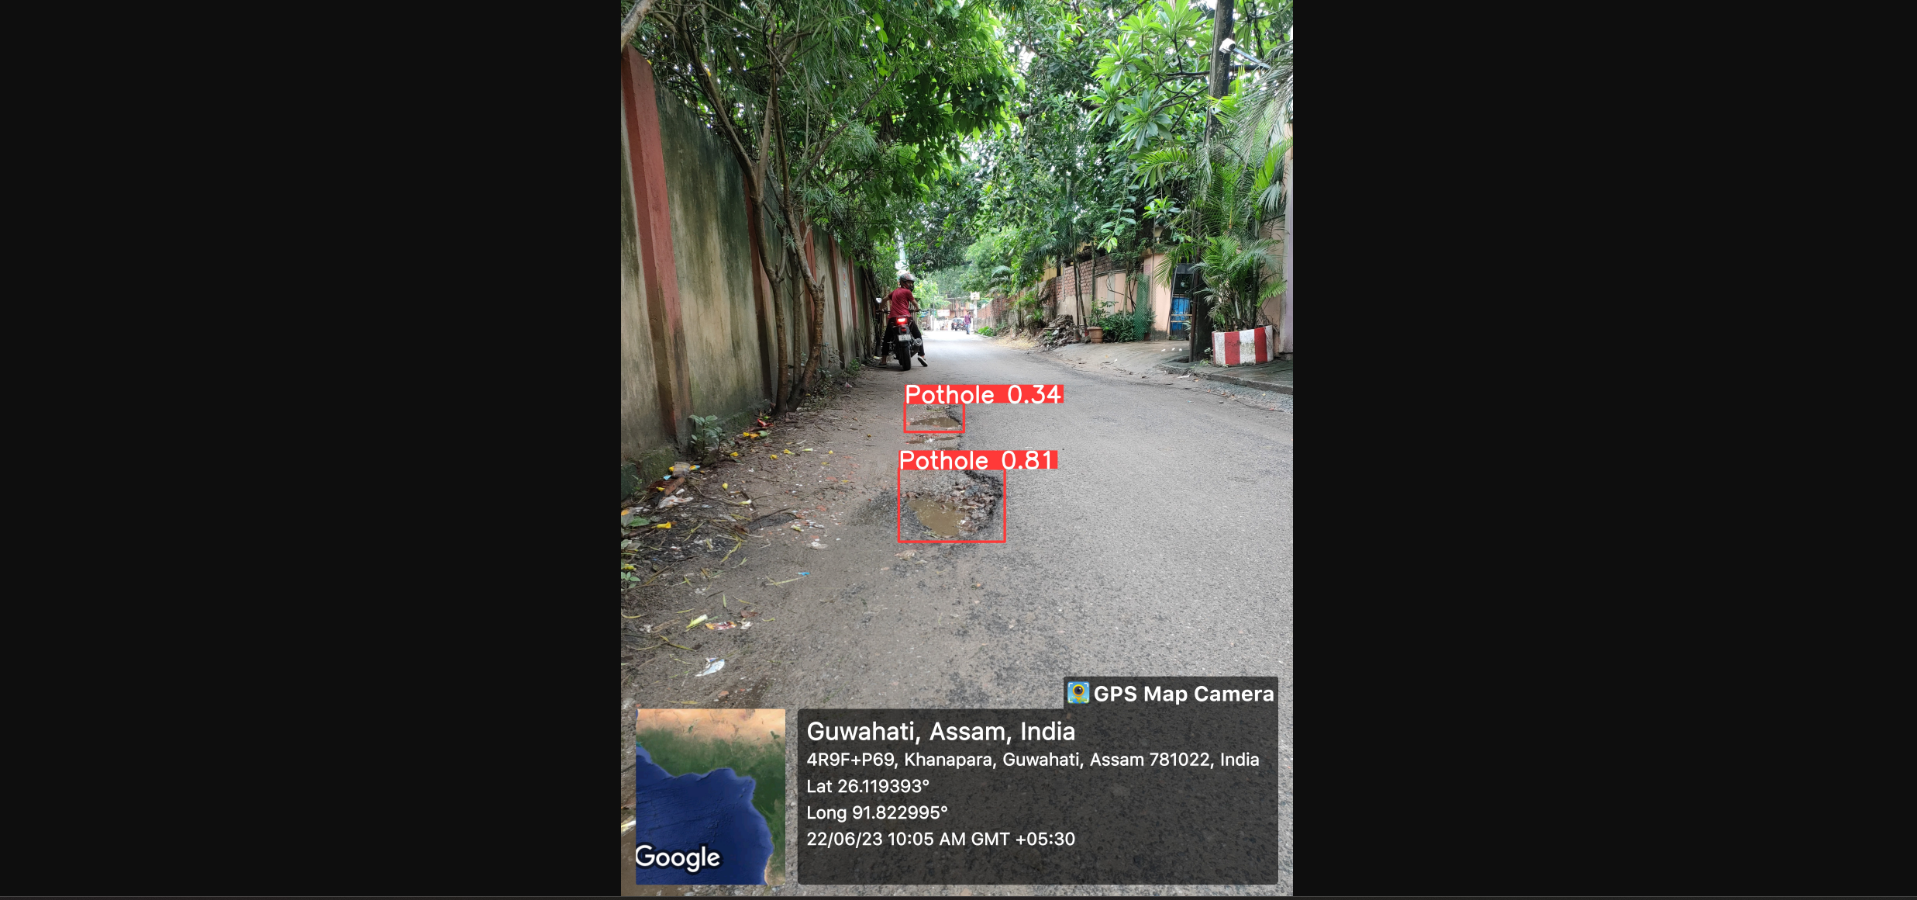 Pothole 0.34
Pothole 0.81
GPS Map Camera
Guwahati, Assam, India
4R9F+P69, Khanapara, Guwahati, Assam 781022, India
Lat 26.119393°
Long 91.822995°
22/06/23 10:05 AM GMT +05:30
Google